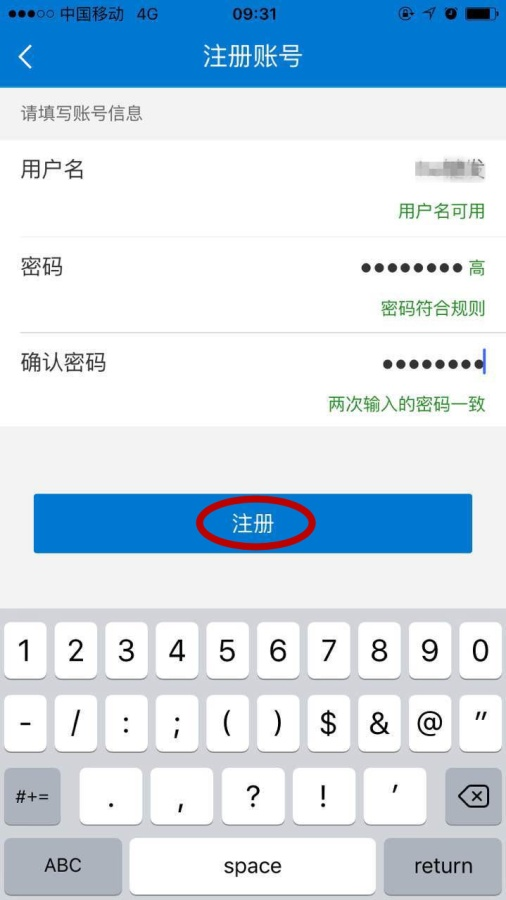 中国移动 4G 09:31
注册账号
请填写账号信息
用户名
用户名可用
密码 ●●●●●●●● 高
密码符合规则
确认密码 ●●●●●●●●
两次输入的密码一致
注册
1 2 3 4 5 6 7 8 9 0
- / : ; ( ) $ & @ "
#+= . , ? ! '
ABC space return